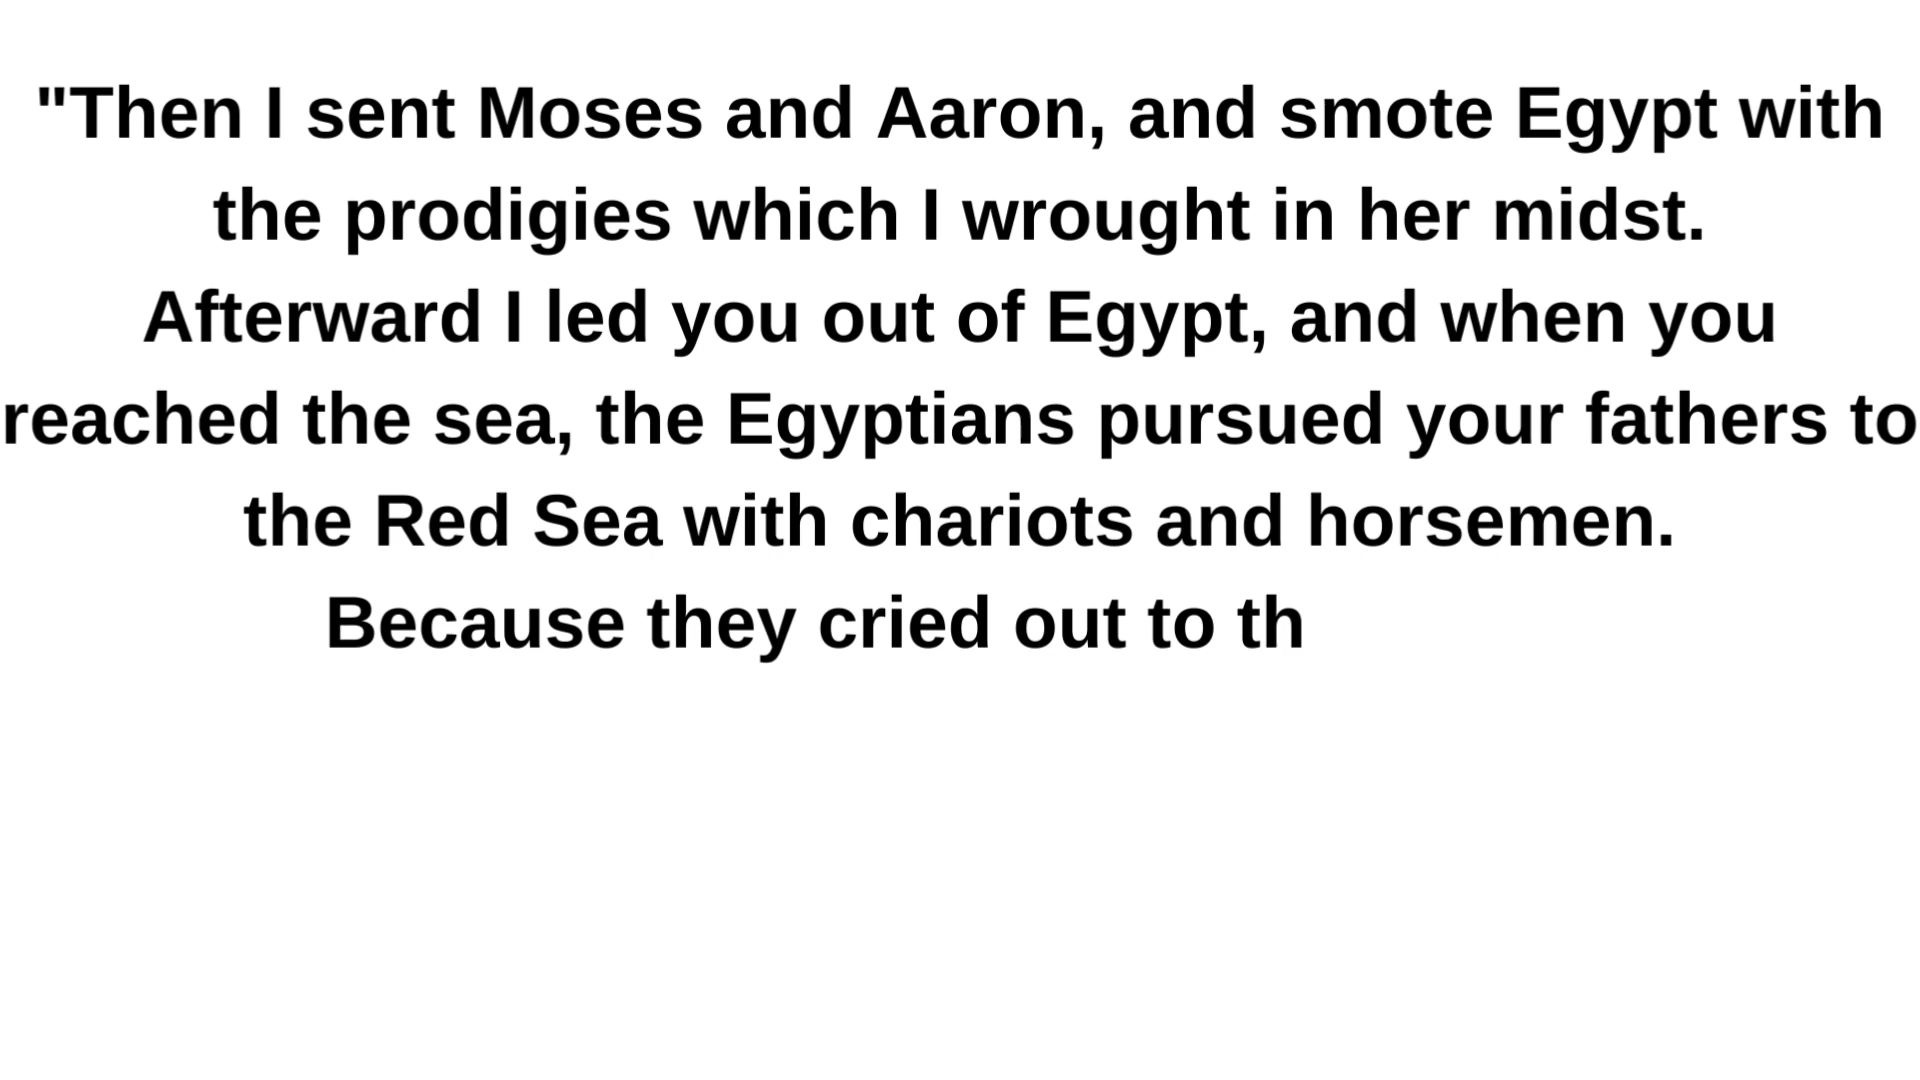 "Then I sent Moses and Aaron, and smote Egypt with
the prodigies which I wrought in her midst.
Afterward I led you out of Egypt, and when you
reached the sea, the Egyptians pursued your fathers to
the Red Sea with chariots and horsemen.
Because they cried out to th